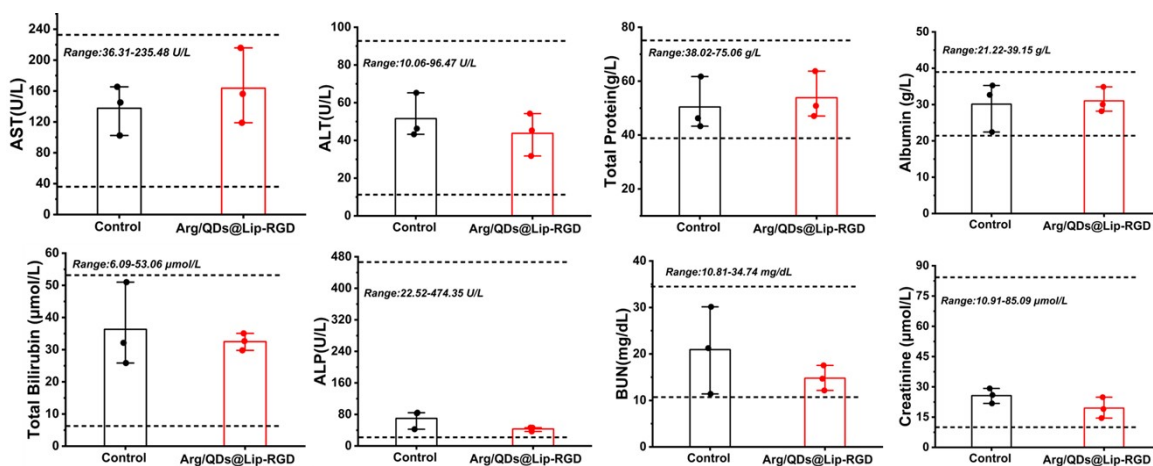 AST(U/L)
240
200
160
120
80
40
0
Range:36.31-235.48 U/L
Control
Arg/QDs@Lip-RGD
ALT(U/L)
100
80
60
40
20
0
Range:10.06-96.47 U/L
Control
Arg/QDs@Lip-RGD
Total Protein(g/L)
80
60
40
20
Range:38.02-75.06 g/L
Control
Arg/QDs@Lip-RGD
Albumin (g/L)
50
40
30
20
10
0
Range:21.22-39.15 g/L
Control
Arg/QDs@Lip-RGD
Total Bilirubin (μmol/L)
60
50
40
30
20
10
0
Range:6.09-53.06 μmol/L
Control
Arg/QDs@Lip-RGD
ALP(U/L)
480
400
320
240
160
80
0
Range:22.52-474.35 U/L
Control
Arg/QDs@Lip-RGD
BUN(mg/dL)
40
30
20
10
0
Range:10.81-34.74 mg/dL
Control
Arg/QDs@Lip-RGD
Creatinine (μmol/L)
90
75
60
45
30
15
0
Range:10.91-85.09 μmol/L
Control
Arg/QDs@Lip-RGD